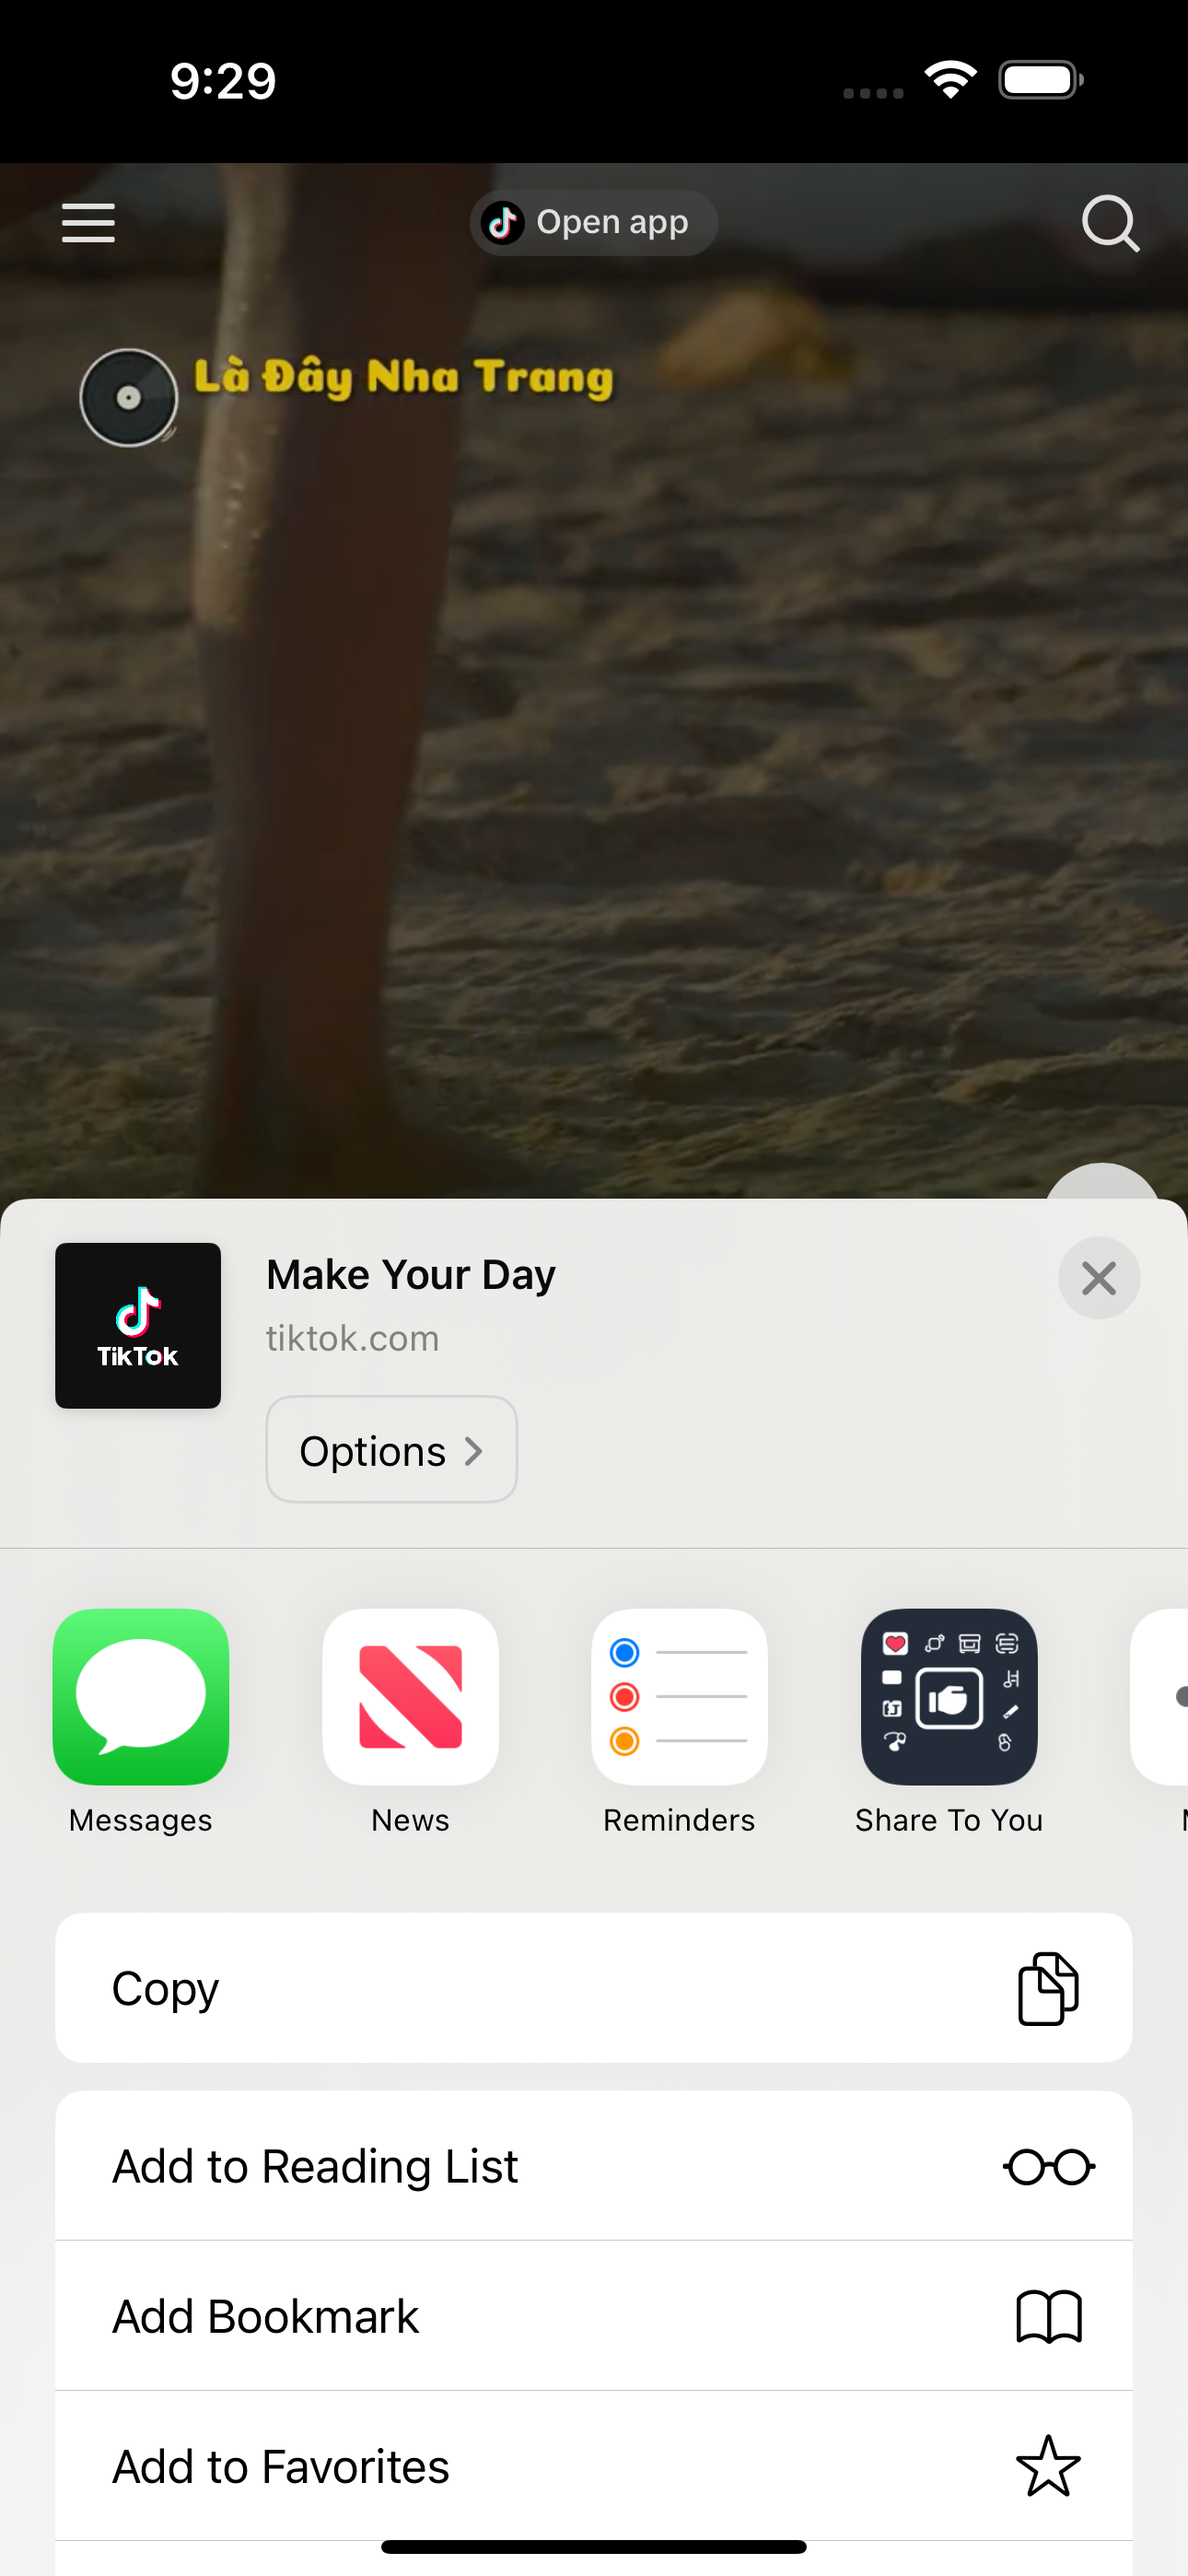 9:29
Open app
Là Đây Nha Trang
Make Your Day
TikTok
tiktok.com
Options
Messages
News
Reminders
Share To You
Copy
Add to Reading List
Add Bookmark
Add to Favorites